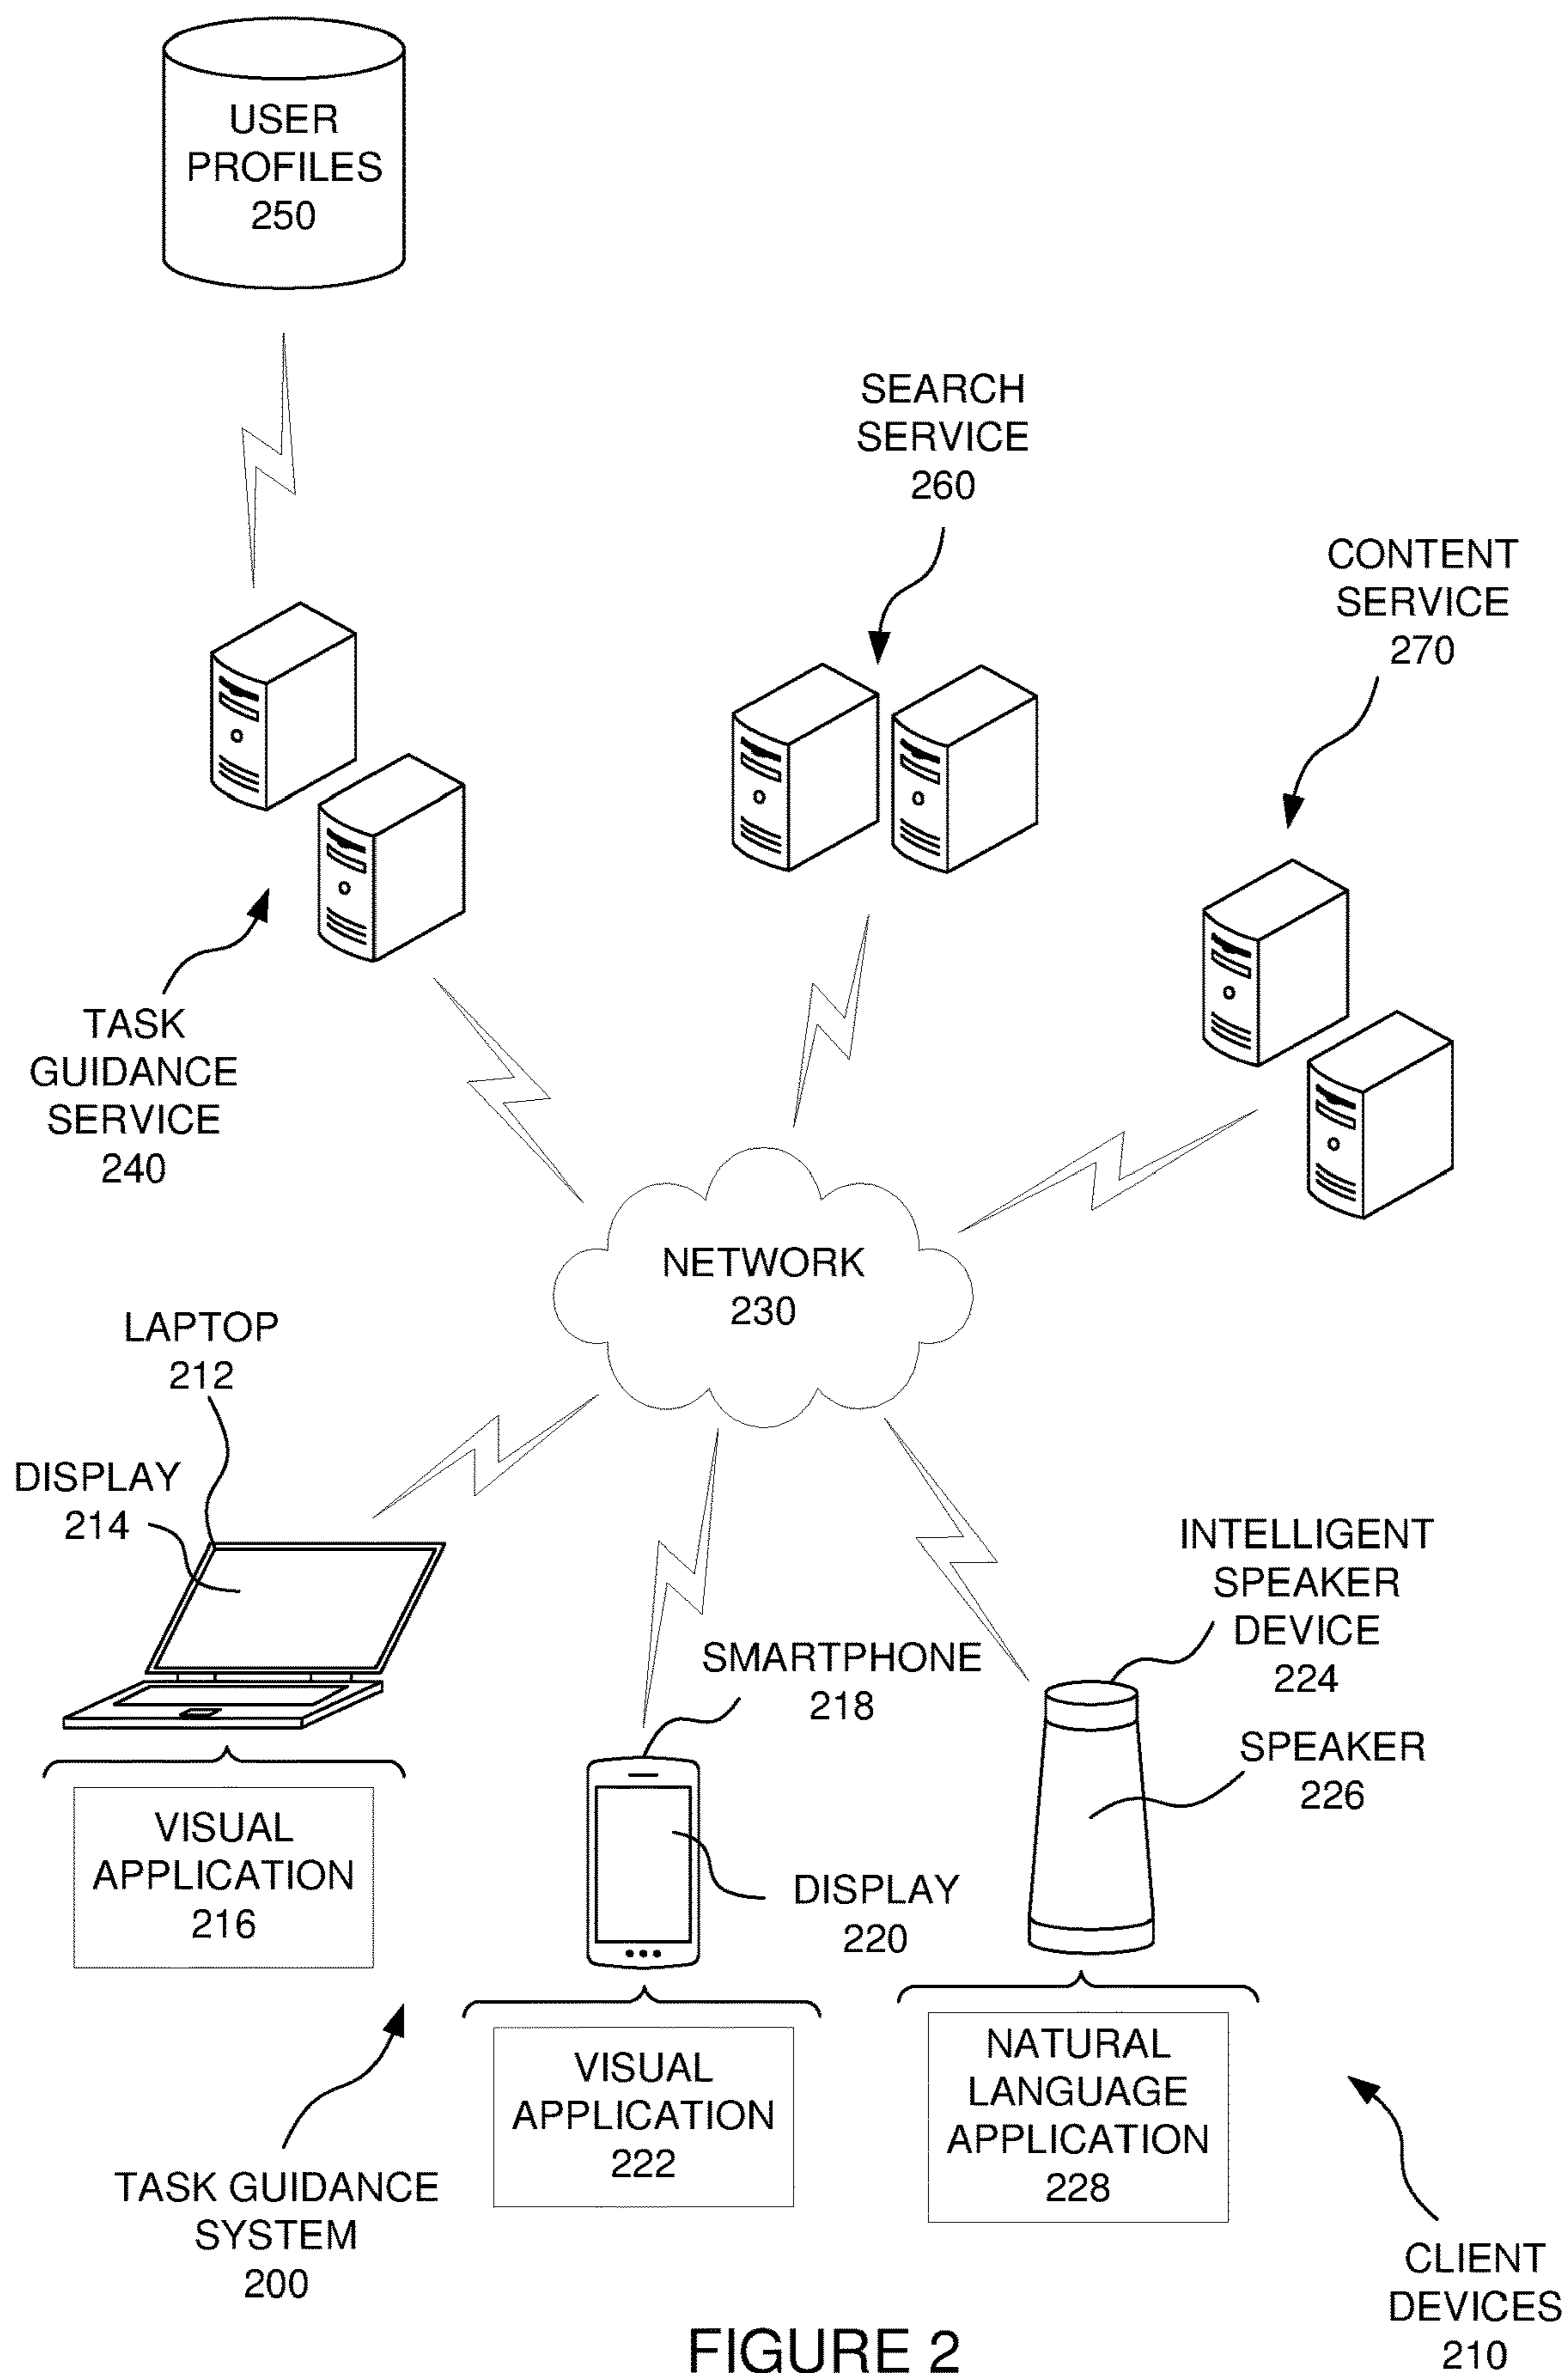 USER
PROFILES
250
SEARCH
SERVICE
260
CONTENT
SERVICE
270
TASK
GUIDANCE
SERVICE
240
NETWORK
230
LAPTOP
212
DISPLAY
214
INTELLIGENT
SPEAKER
DEVICE
224
SMARTPHONE
218
SPEAKER
226
VISUAL
APPLICATION
216
DISPLAY
220
VISUAL
APPLICATION
222
NATURAL
LANGUAGE
APPLICATION
228
TASK GUIDANCE
SYSTEM
200
CLIENT
DEVICES
210
FIGURE 2